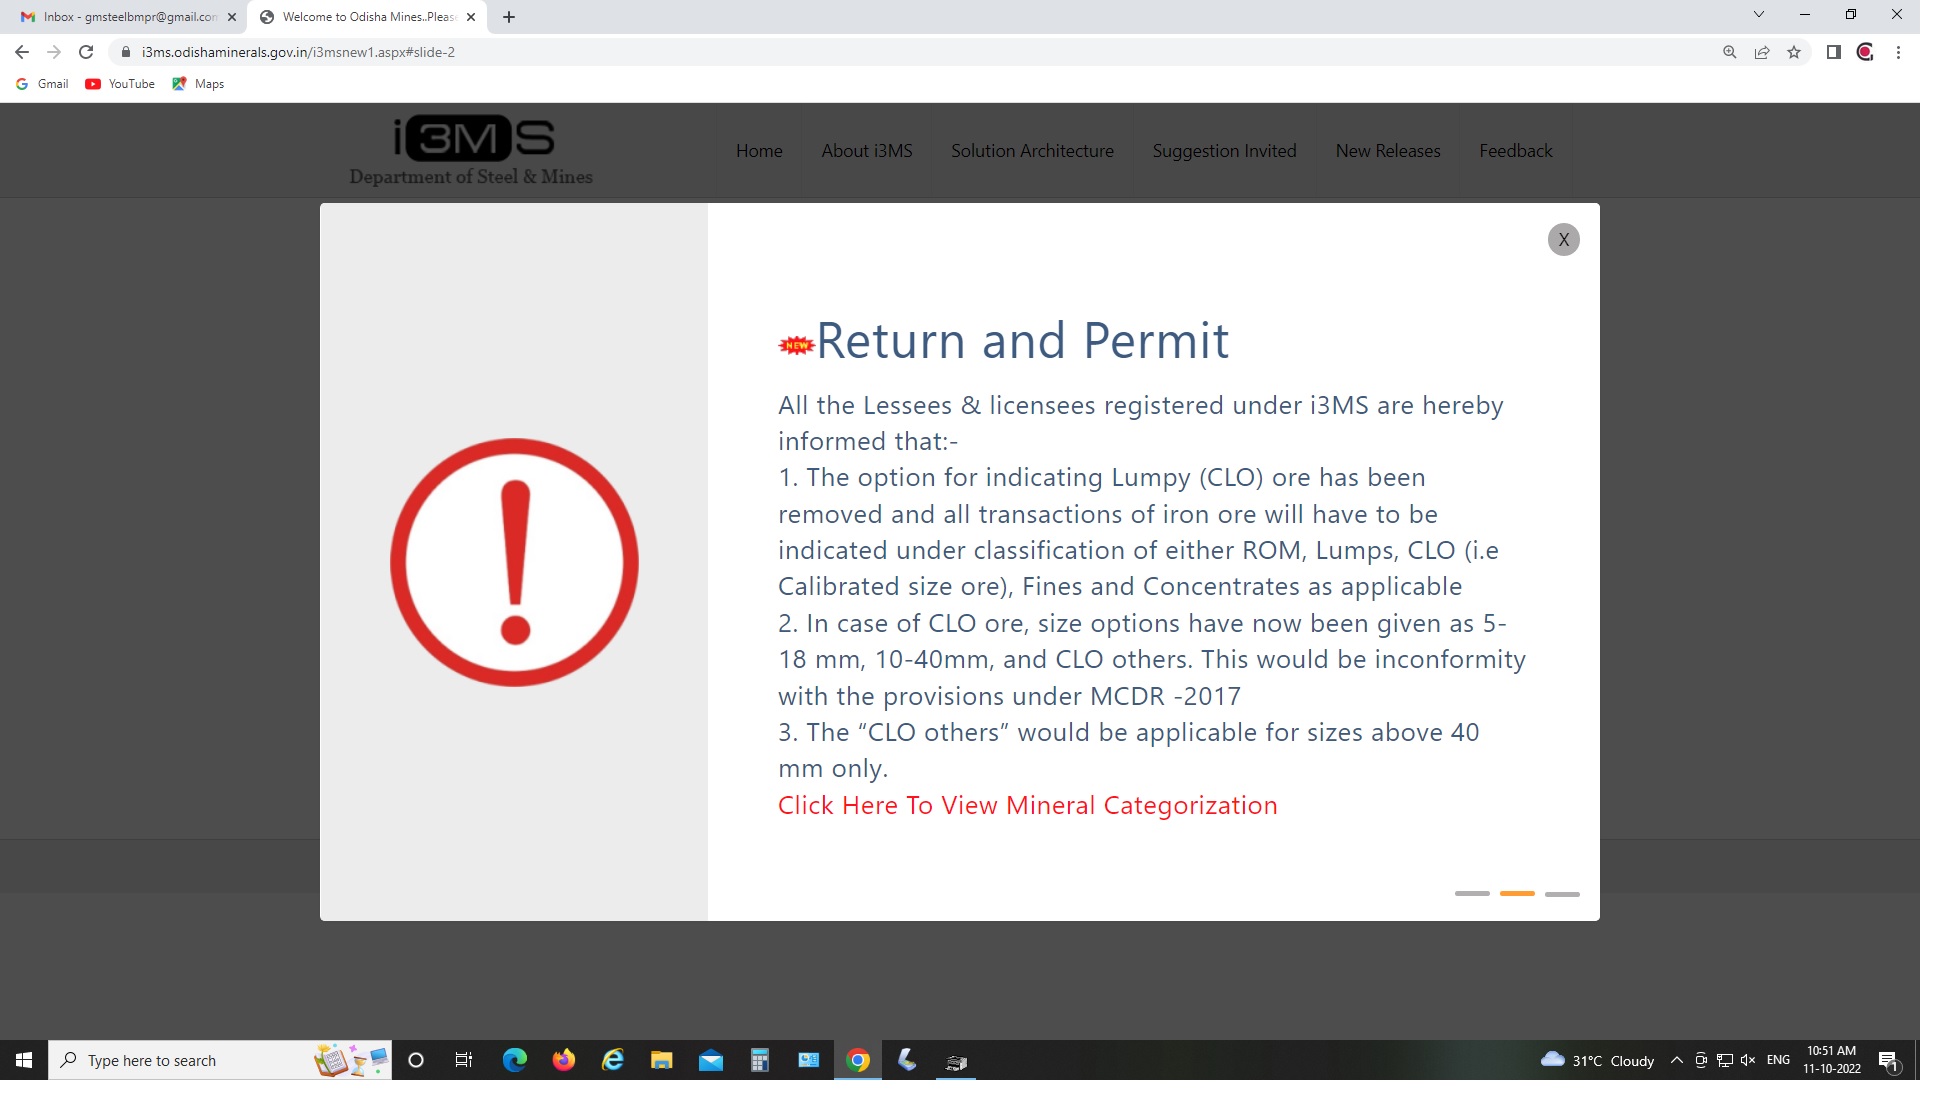 Inbox - gmsteelbmpr@gmail.com
Welcome to Odisha Mines..Please
i3ms.odishaminerals.gov.in/i3msnew1.aspx#slide-2
Gmail
YouTube
Maps
i3MS
Department of Steel & Mines
Home
About i3MS
Solution Architecture
Suggestion Invited
New Releases
Feedback
X
NEW
Return and Permit
All the Lessees & licensees registered under i3MS are hereby
informed that:-
1. The option for indicating Lumpy (CLO) ore has been
removed and all transactions of iron ore will have to be
indicated under classification of either ROM, Lumps, CLO (i.e
Calibrated size ore), Fines and Concentrates as applicable
2. In case of CLO ore, size options have now been given as 5-
18 mm, 10-40mm, and CLO others. This would be inconformity
with the provisions under MCDR -2017
3. The “CLO others” would be applicable for sizes above 40
mm only.
Click Here To View Mineral Categorization
Type here to search
31°C Cloudy
ENG
10:51 AM
11-10-2022
1